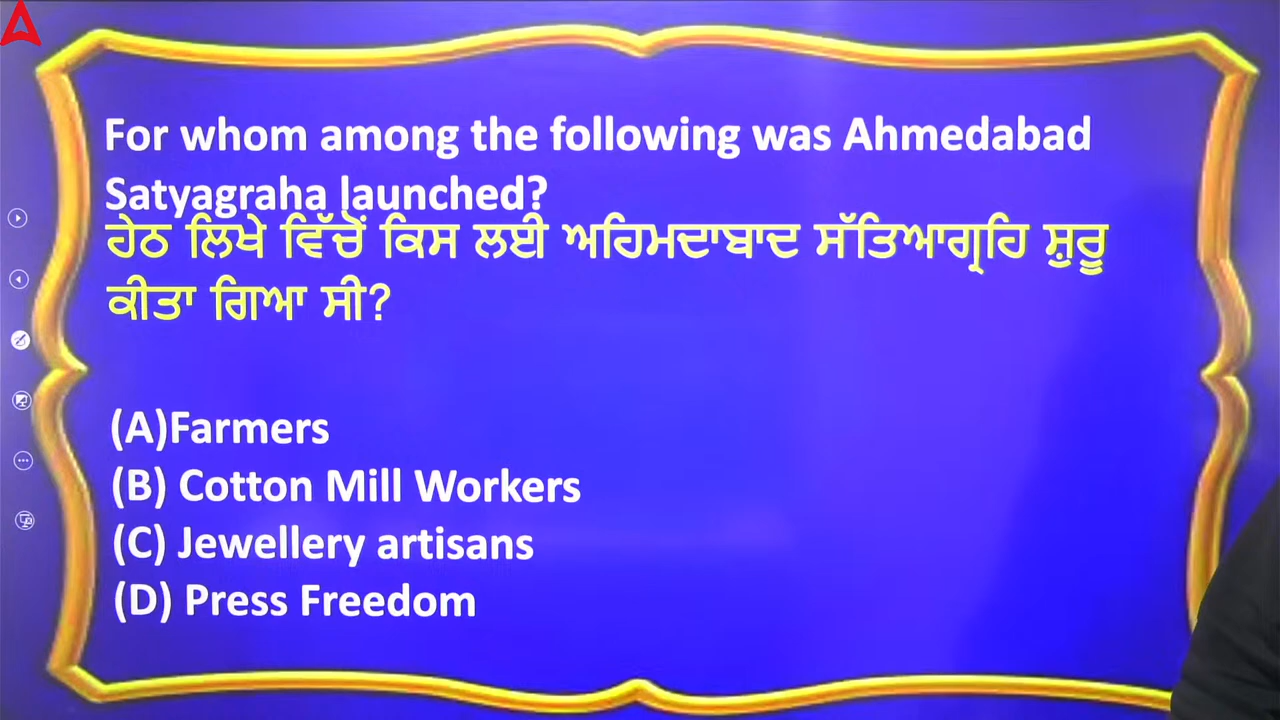 For whom among the following was Ahmedabad
Satyagraha launched?
ਹੇਠ ਲਿਖੇ ਵਿੱਚੋਂ ਕਿਸ ਲਈ ਅਹਿਮਦਾਬਾਦ ਸੱਤਿਆਗ੍ਰਹਿ ਸ਼ੁਰੂ
ਕੀਤਾ ਗਿਆ ਸੀ?
(A)Farmers
(B) Cotton Mill Workers
(C) Jewellery artisans
(D) Press Freedom